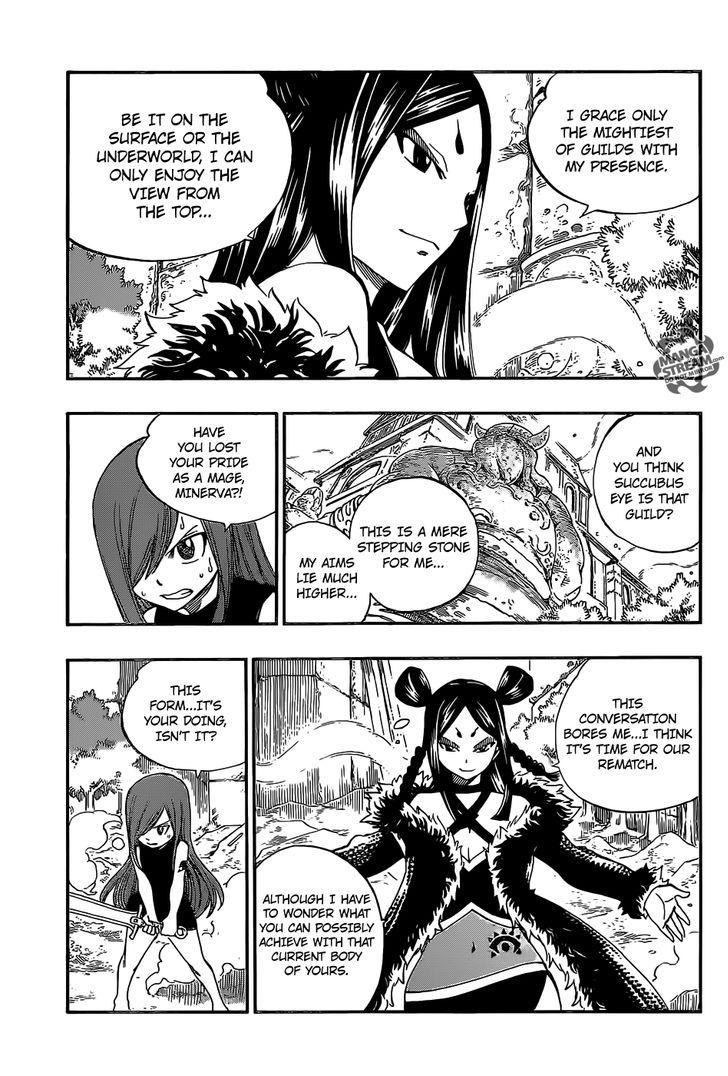 I GRACE ONLY
THE MIGHTIEST
OF GUILDS WITH
MY PRESENCE.
BE IT ON THE
SURFACE OR THE
UNDERWORLD, I CAN
ONLY ENJOY THE
VIEW FROM
THE TOP...
MANGA
STREAM.com
DO NOT MIRROR
AND
YOU THINK
SUCCUBUS
EYE IS THAT
GUILD?
THIS IS A MERE
STEPPING STONE
FOR ME...
MY AIMS
LIE MUCH
HIGHER...
HAVE
YOU LOST
YOUR PRIDE
AS A MAGE,
MINERVA?!
THIS
CONVERSATION
BORES ME...I THINK
IT'S TIME FOR OUR
REMATCH.
ALTHOUGH I HAVE
TO WONDER WHAT
YOU CAN POSSIBLY
ACHIEVE WITH THAT
CURRENT BODY
OF YOURS.
THIS
FORM...IT'S
YOUR DOING,
ISN'T IT?